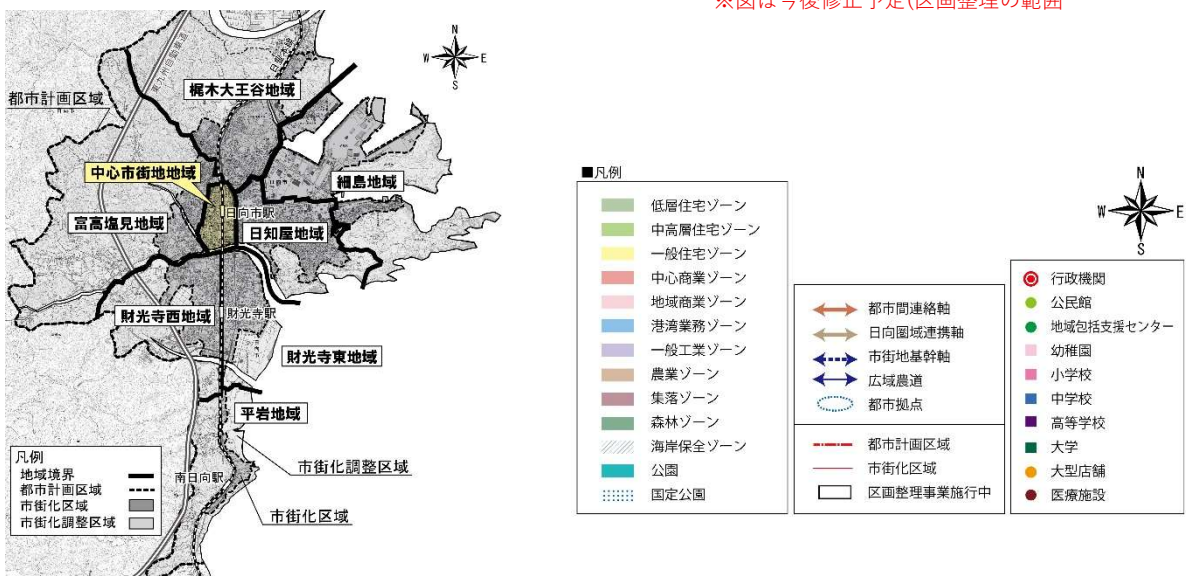 ※図は今後修正予定(区画整理の範囲
N
W
E
S
東九州自動車道
日豊本線
都市計画区域
梶木大王谷地域
中心市街地地域
細島地域
日向市駅
富高塩見地域
日知屋地域
財光寺西地域
財光寺駅
財光寺東地域
平岩地域
市街化調整区域
南日向駅
市街化区域
凡例
地域境界
都市計画区域
市街化区域
市街化調整区域
■凡例
低層住宅ゾーン
中高層住宅ゾーン
一般住宅ゾーン
中心商業ゾーン
地域商業ゾーン
港湾業務ゾーン
一般工業ゾーン
農業ゾーン
集落ゾーン
森林ゾーン
海岸保全ゾーン
公園
国定公園
都市間連絡軸
日向圏域連携軸
市街地基幹軸
広域農道
都市拠点
都市計画区域
市街化区域
区画整理事業施行中
N
W
E
S
行政機関
公民館
地域包括支援センター
幼稚園
小学校
中学校
高等学校
大学
大型店舗
医療施設